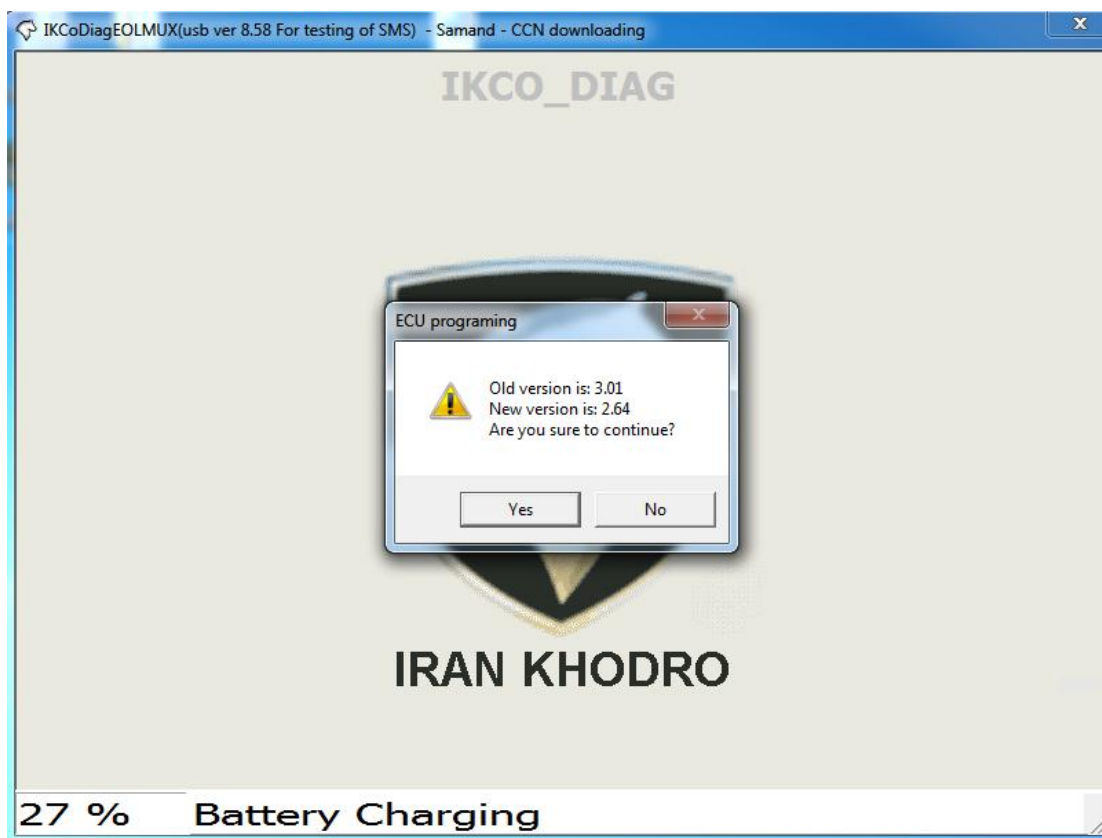 IKCoDiagEOLMUX(usb ver 8.58 For testing of SMS) - Samand - CCN downloading
IKCO_DIAG
ECU programing
Old version is: 3.01
New version is: 2.64
Are you sure to continue?
Yes
No
IRAN KHODRO
27 %
Battery Charging